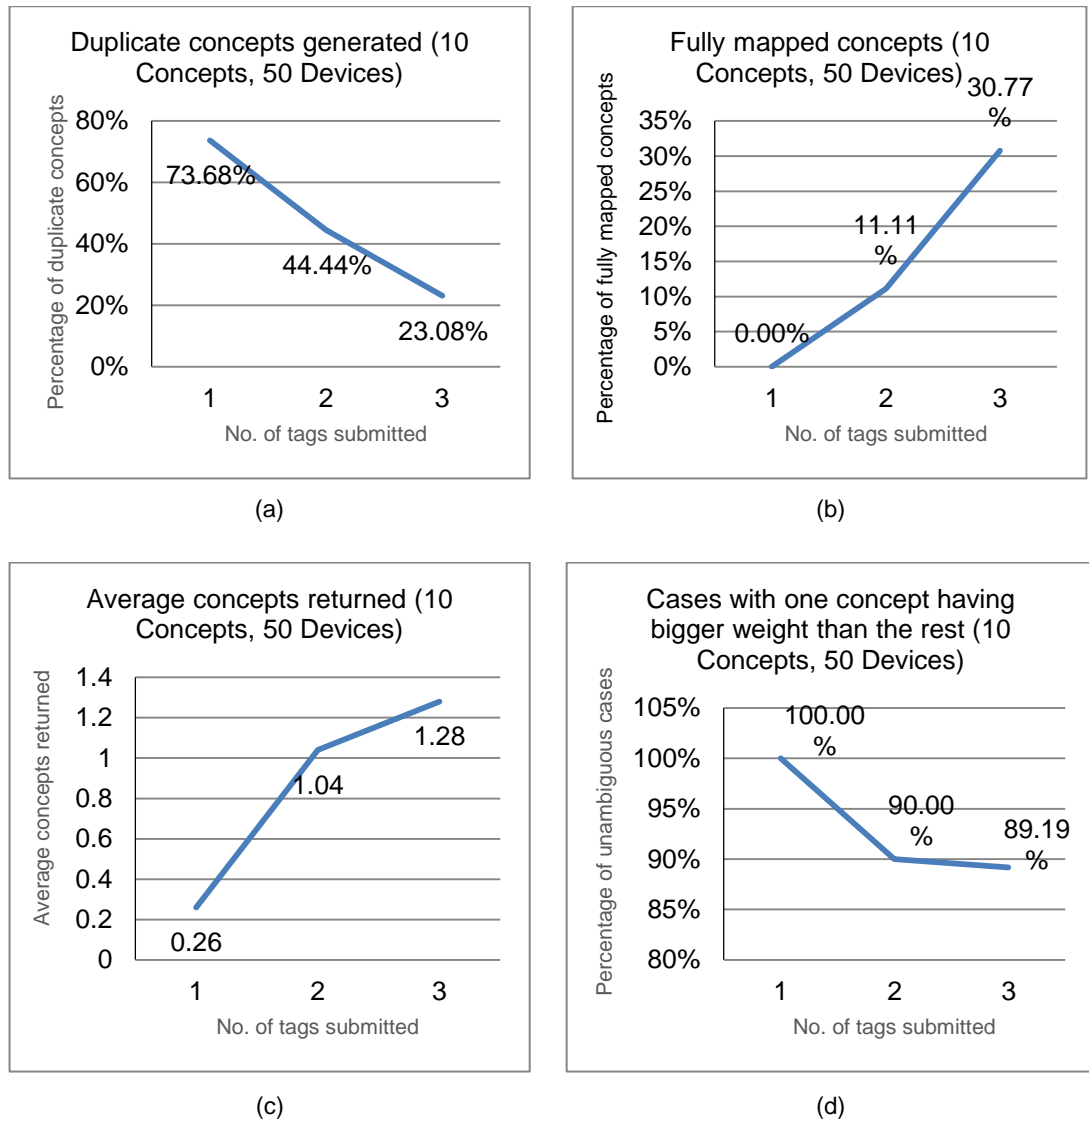 Duplicate concepts generated (10
Concepts, 50 Devices)
Percentage of duplicate concepts
80%
60%
40%
20%
0%
73.68%
44.44%
23.08%
1 2 3
No. of tags submitted
(a)
Fully mapped concepts (10
Concepts, 50 Devices)
Percentage of fully mapped concepts
35%
30%
25%
20%
15%
10%
5%
0%
0.00%
11.11
%
30.77
%
1 2 3
No. of tags submitted
(b)
Average concepts returned (10
Concepts, 50 Devices)
Average concepts returned
1.4
1.2
1
0.8
0.6
0.4
0.2
0
0.26
1.04
1.28
1 2 3
No. of tags submitted
(c)
Cases with one concept having
bigger weight than the rest (10
Concepts, 50 Devices)
Percentage of unambiguous cases
105%
100%
95%
90%
85%
80%
100.00
%
90.00
%
89.19
%
1 2 3
No. of tags submitted
(d)